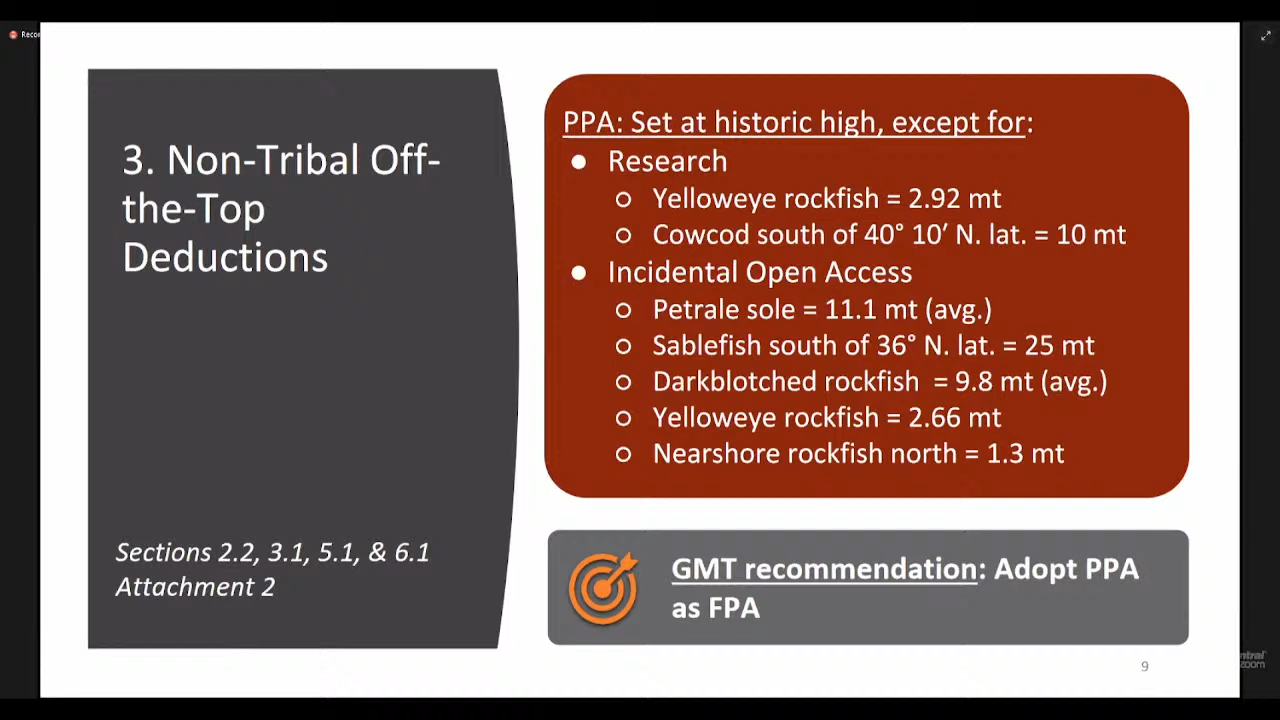 Recor
3. Non-Tribal Off-
the-Top
Deductions
Sections 2.2, 3.1, 5.1, & 6.1
Attachment 2
PPA: Set at historic high, except for:
● Research
○ Yelloweye rockfish = 2.92 mt
○ Cowcod south of 40° 10′ N. lat. = 10 mt
● Incidental Open Access
○ Petrale sole = 11.1 mt (avg.)
○ Sablefish south of 36° N. lat. = 25 mt
○ Darkblotched rockfish = 9.8 mt (avg.)
○ Yelloweye rockfish = 2.66 mt
○ Nearshore rockfish north = 1.3 mt
GMT recommendation: Adopt PPA
as FPA
9
zoom